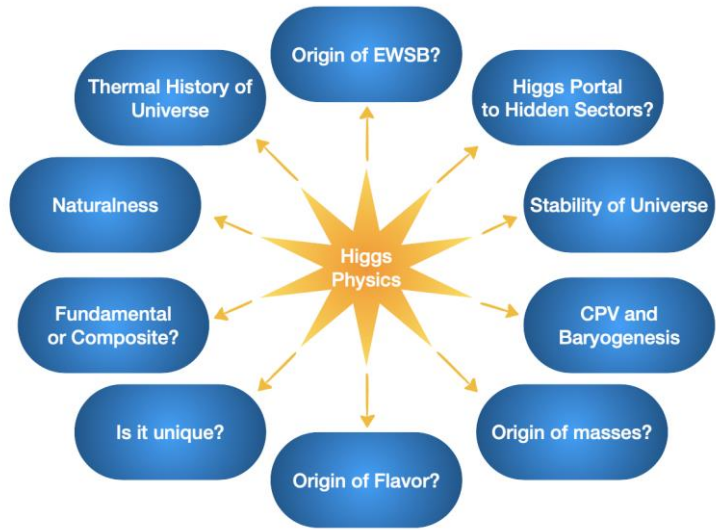 Origin of EWSB?
Thermal History of
Universe
Higgs Portal
to Hidden Sectors?
Naturalness
Stability of Universe
Higgs
Physics
Fundamental
or Composite?
CPV and
Baryogenesis
Is it unique?
Origin of masses?
Origin of Flavor?